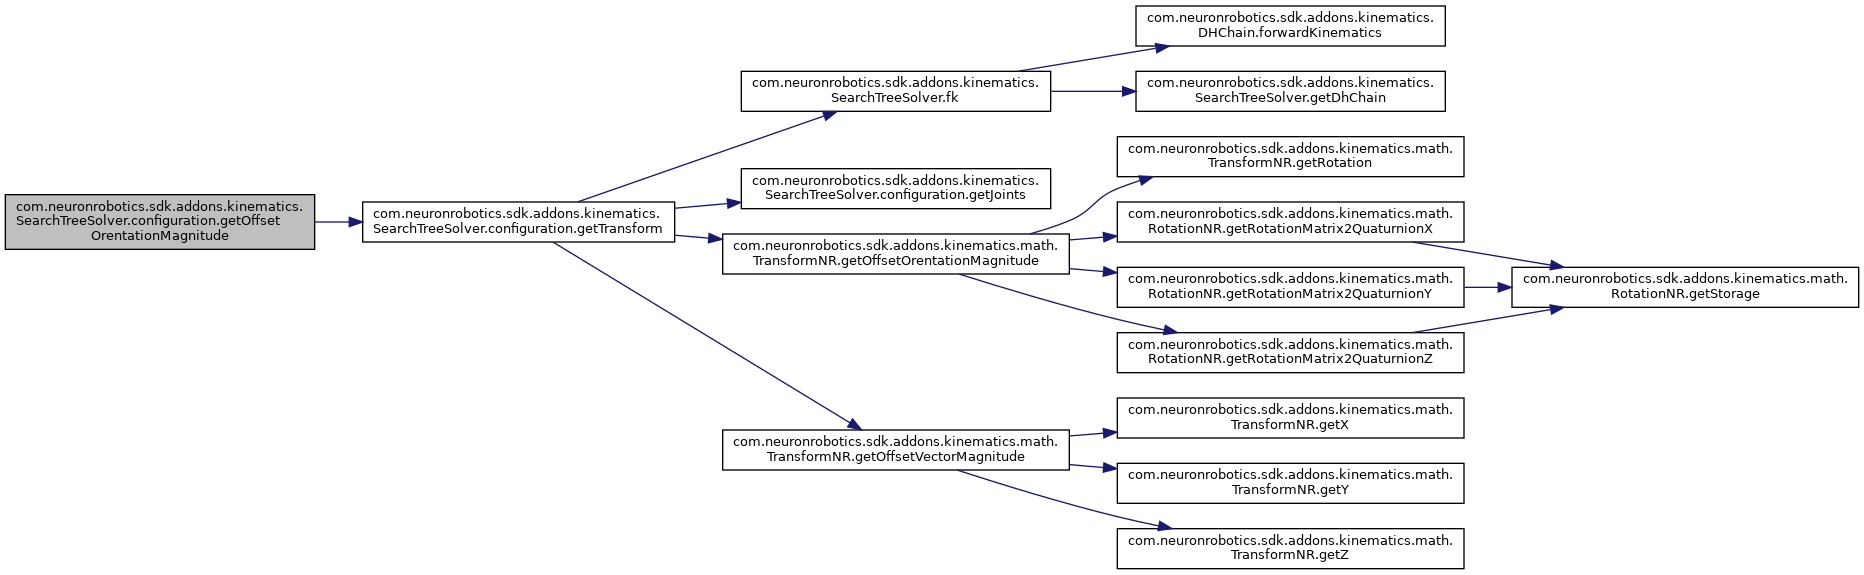 com.neuronrobotics.sdk.addons.kinematics.
SearchTreeSolver.configuration.getOffset
OrentationMagnitude
com.neuronrobotics.sdk.addons.kinematics.
SearchTreeSolver.configuration.getTransform
com.neuronrobotics.sdk.addons.kinematics.
SearchTreeSolver.fk
com.neuronrobotics.sdk.addons.kinematics.
SearchTreeSolver.configuration.getJoints
com.neuronrobotics.sdk.addons.kinematics.math.
TransformNR.getOffsetOrentationMagnitude
com.neuronrobotics.sdk.addons.kinematics.math.
TransformNR.getOffsetVectorMagnitude
com.neuronrobotics.sdk.addons.kinematics.
DHChain.forwardKinematics
com.neuronrobotics.sdk.addons.kinematics.
SearchTreeSolver.getDhChain
com.neuronrobotics.sdk.addons.kinematics.math.
TransformNR.getRotation
com.neuronrobotics.sdk.addons.kinematics.math.
RotationNR.getRotationMatrix2QuaturnionX
com.neuronrobotics.sdk.addons.kinematics.math.
RotationNR.getRotationMatrix2QuaturnionY
com.neuronrobotics.sdk.addons.kinematics.math.
RotationNR.getRotationMatrix2QuaturnionZ
com.neuronrobotics.sdk.addons.kinematics.math.
TransformNR.getX
com.neuronrobotics.sdk.addons.kinematics.math.
TransformNR.getY
com.neuronrobotics.sdk.addons.kinematics.math.
TransformNR.getZ
com.neuronrobotics.sdk.addons.kinematics.math.
RotationNR.getStorage